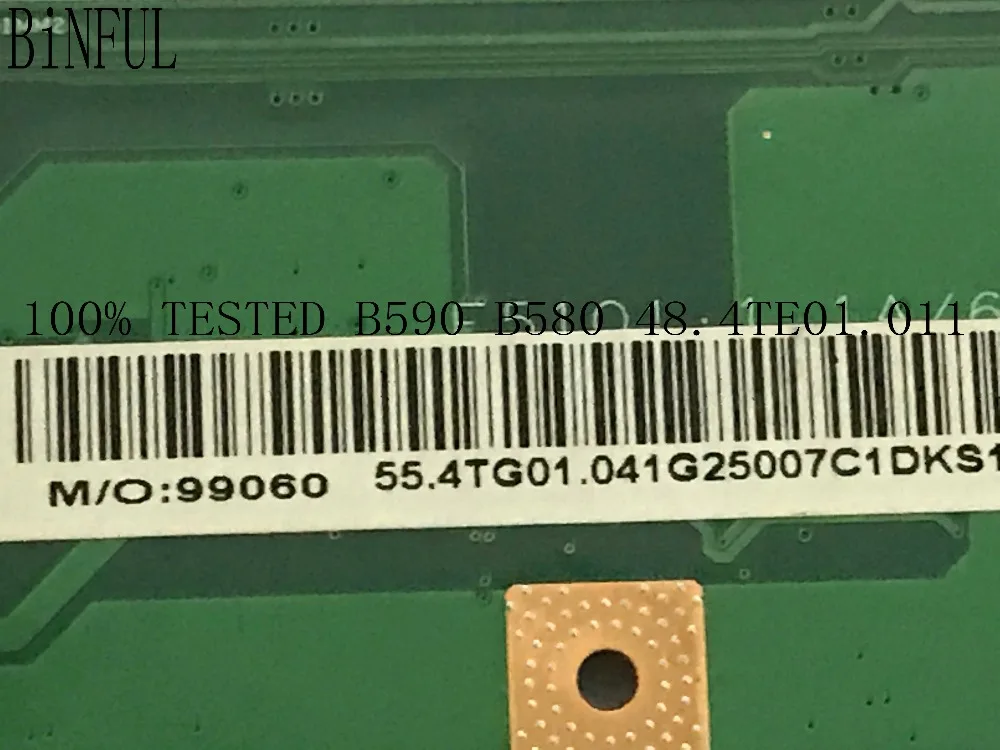 BiNFUL
100% TESTED B590 B580 48.4TE01.011
M/O:99060 55.4TG01.041G25007C1DKS1